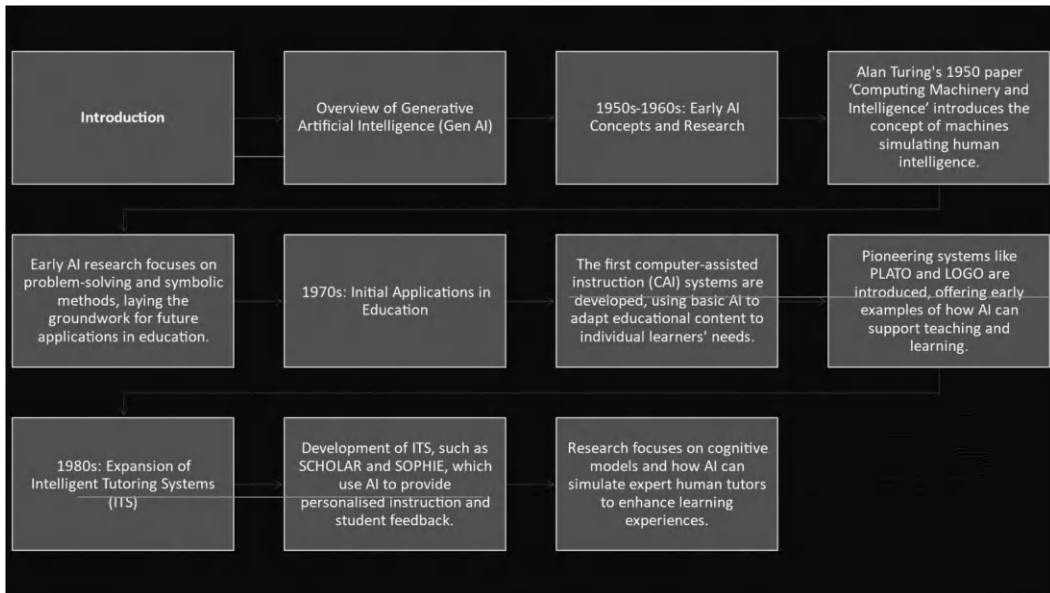 Introduction
Overview of Generative
Artificial Intelligence (Gen AI)
1950s-1960s: Early AI
Concepts and Research
Alan Turing's 1950 paper
‘Computing Machinery and
Intelligence’ introduces the
concept of machines
simulating human
intelligence.
Early AI research focuses on
problem-solving and symbolic
methods, laying the
groundwork for future
applications in education.
1970s: Initial Applications in
Education
The first computer-assisted
instruction (CAI) systems are
developed, using basic AI to
adapt educational content to
individual learners' needs.
Pioneering systems like
PLATO and LOGO are
introduced, offering early
examples of how AI can
support teaching and
learning.
1980s: Expansion of
Intelligent Tutoring Systems
(ITS)
Development of ITS, such as
SCHOLAR and SOPHIE, which
use AI to provide
personalised instruction and
student feedback.
Research focuses on cognitive
models and how AI can
simulate expert human tutors
to enhance learning
experiences.